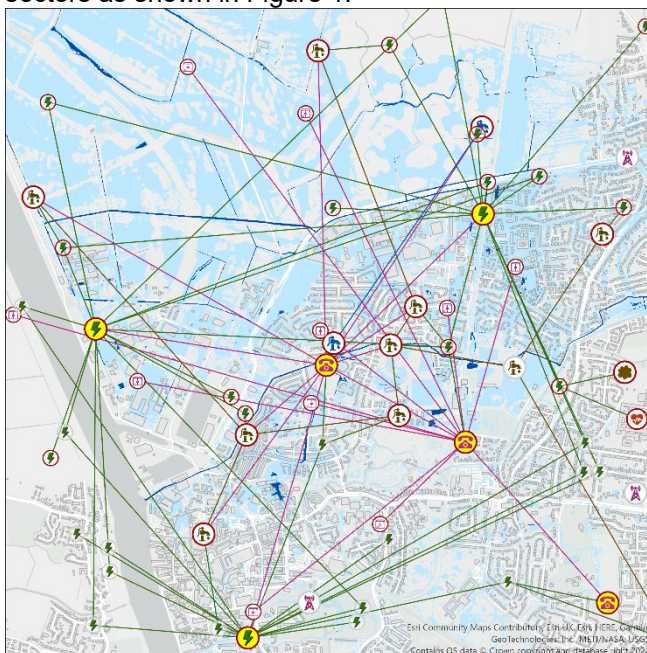 sectors as shown in Figure 1.
Esri Community Maps Contributors, Esri UK, Esri, HERE, Garmin,
GeoTechnologies, Inc., METI/NASA, USGS
Contains OS data © Crown copyright and database right 202